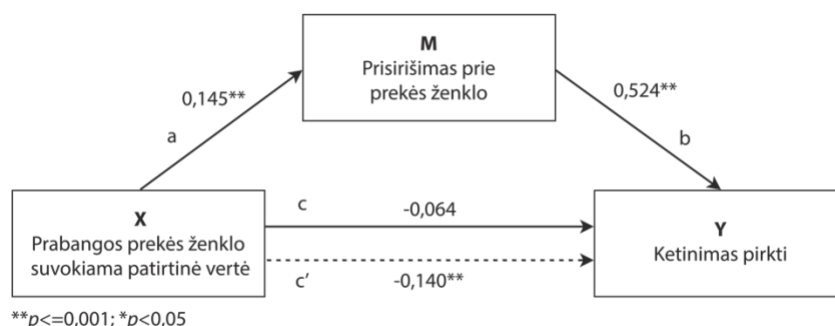 M
Prisirišimas prie
prekės ženklo
0,145**
0,524**
a
b
X
Prabangos prekės ženklo
suvokiama patirtinė vertė
c
-0,064
c’
-0,140**
Y
Ketinimas pirkti
**p<=0,001; *p<0,05